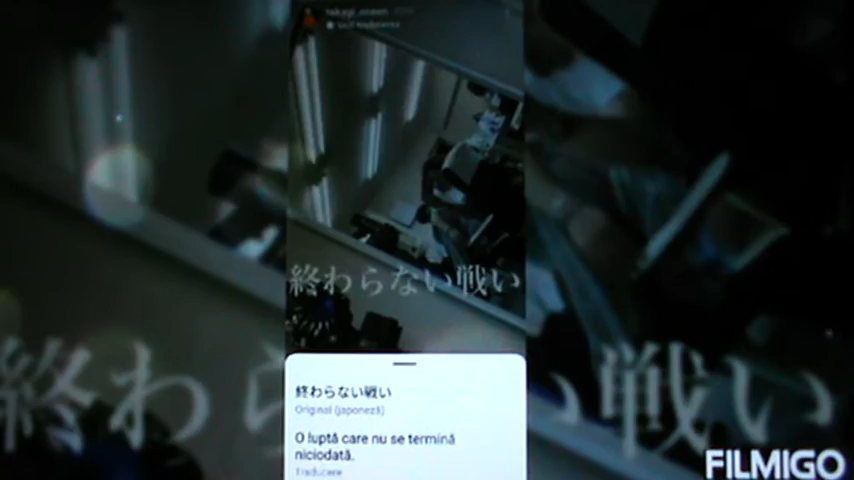 終わらない戦い
終わらない戦い
Original (japoneză)
O luptă care nu se termină
niciodată.
Traducere
FILMIGO